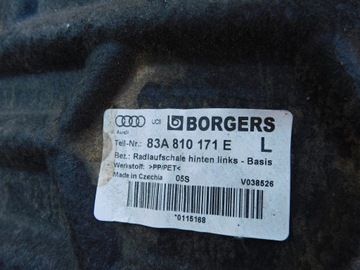 UCS BORGERS
Audi
Teil-Nr.: 83A 810 171 E L
Bez.: Radlaufschale hinten links - Basis
Werkstoff: >PP/PET<
Made in Czechia 05S V038526
*0115168